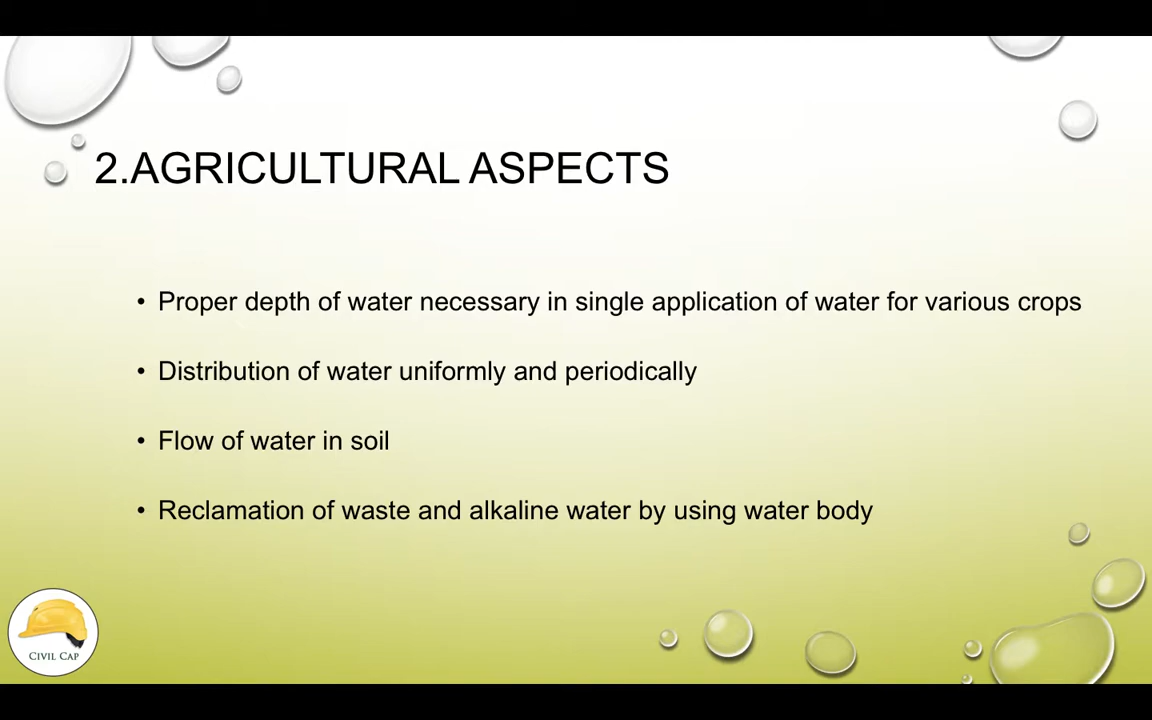 2.AGRICULTURAL ASPECTS
• Proper depth of water necessary in single application of water for various crops
• Distribution of water uniformly and periodically
• Flow of water in soil
• Reclamation of waste and alkaline water by using water body
CIVIL CAP